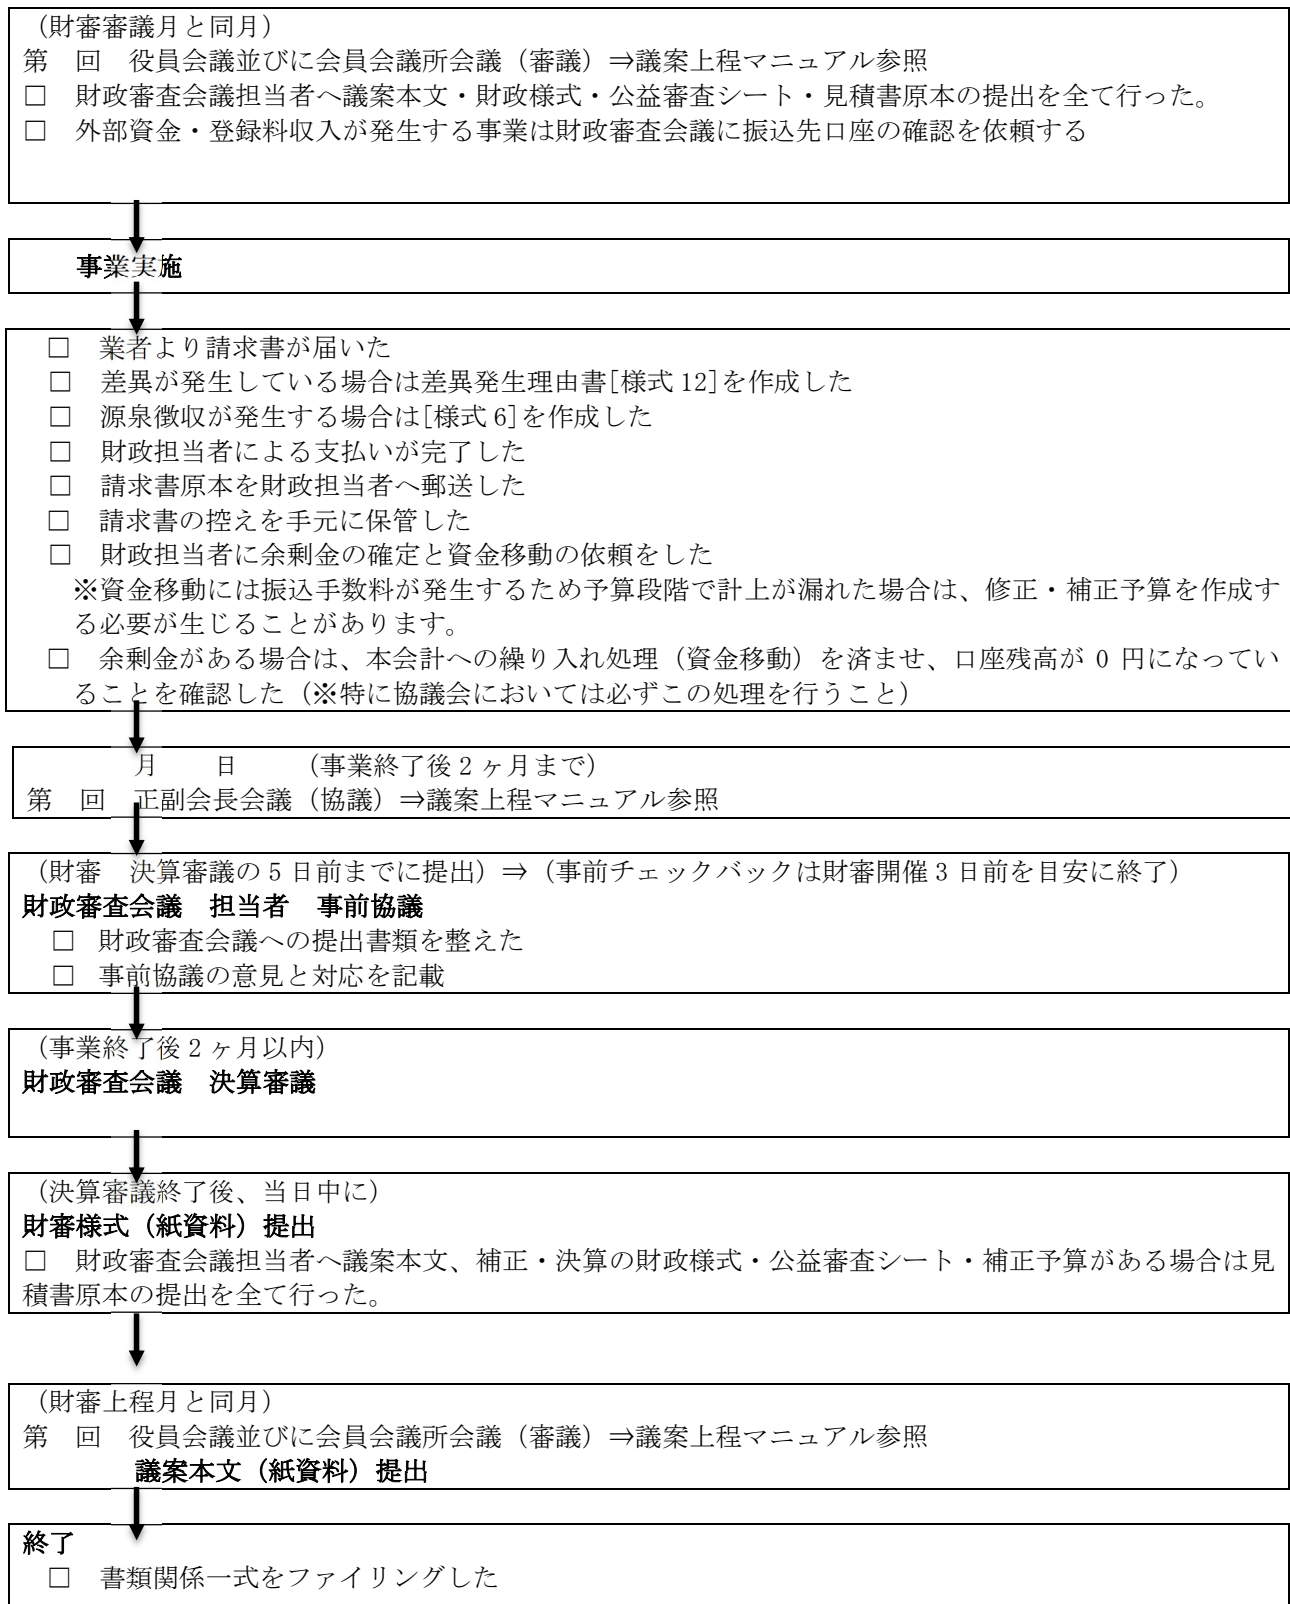 （財審審議月と同月）
第　回　役員会議並びに会員会議所会議（審議）⇒議案上程マニュアル参照
□　財政審査会議担当者へ議案本文・財政様式・公益審査シート・見積書原本の提出を全て行った。
□　外部資金・登録料収入が発生する事業は財政審査会議に振込先口座の確認を依頼する
事業実施
□　業者より請求書が届いた
□　差異が発生している場合は差異発生理由書[様式 12]を作成した
□　源泉徴収が発生する場合は[様式 6]を作成した
□　財政担当者による支払いが完了した
□　請求書原本を財政担当者へ郵送した
□　請求書の控えを手元に保管した
□　財政担当者に余剰金の確定と資金移動の依頼をした
※資金移動には振込手数料が発生するため予算段階で計上が漏れた場合は、修正・補正予算を作成す
る必要が生じることがあります。
□　余剰金がある場合は、本会計への繰り入れ処理（資金移動）を済ませ、口座残高が 0 円になってい
ることを確認した（※特に協議会においては必ずこの処理を行うこと）
月　　日　　（事業終了後 2 ヶ月まで）
第　回　正副会長会議（協議）⇒議案上程マニュアル参照
（財審　決算審議の 5 日前までに提出）⇒（事前チェックバックは財審開催 3 日前を目安に終了）
財政審査会議　担当者　事前協議
□　財政審査会議への提出書類を整えた
□　事前協議の意見と対応を記載
（事業終了後 2 ヶ月以内）
財政審査会議　決算審議
（決算審議終了後、当日中に）
財審様式（紙資料）提出
□　財政審査会議担当者へ議案本文、補正・決算の財政様式・公益審査シート・補正予算がある場合は見
積書原本の提出を全て行った。
（財審上程月と同月）
第　回　役員会議並びに会員会議所会議（審議）⇒議案上程マニュアル参照
議案本文（紙資料）提出
終了
□　書類関係一式をファイリングした